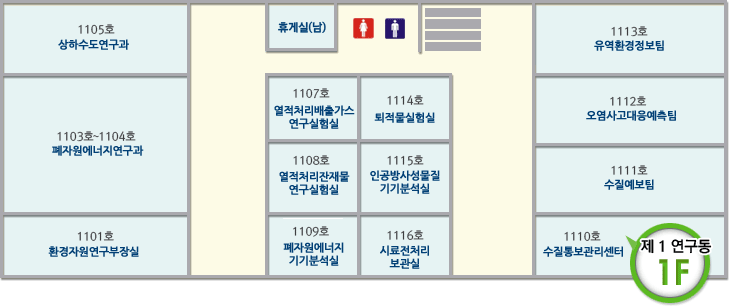 1105호
상하수도연구과
1103호~1104호
폐자원에너지연구과
1101호
환경자원연구부장실
휴게실(남)
1107호
열적처리배출가스
연구실험실
1114호
퇴적물실험실
1108호
열적처리잔재물
연구실험실
1115호
인공방사성물질
기기분석실
1109호
폐자원에너지
기기분석실
1116호
시료전처리
보관실
1113호
유역환경정보팀
1112호
오염사고대응예측팀
1111호
수질예보팀
1110호
수질통보관리센터
제 1 연구동
1F